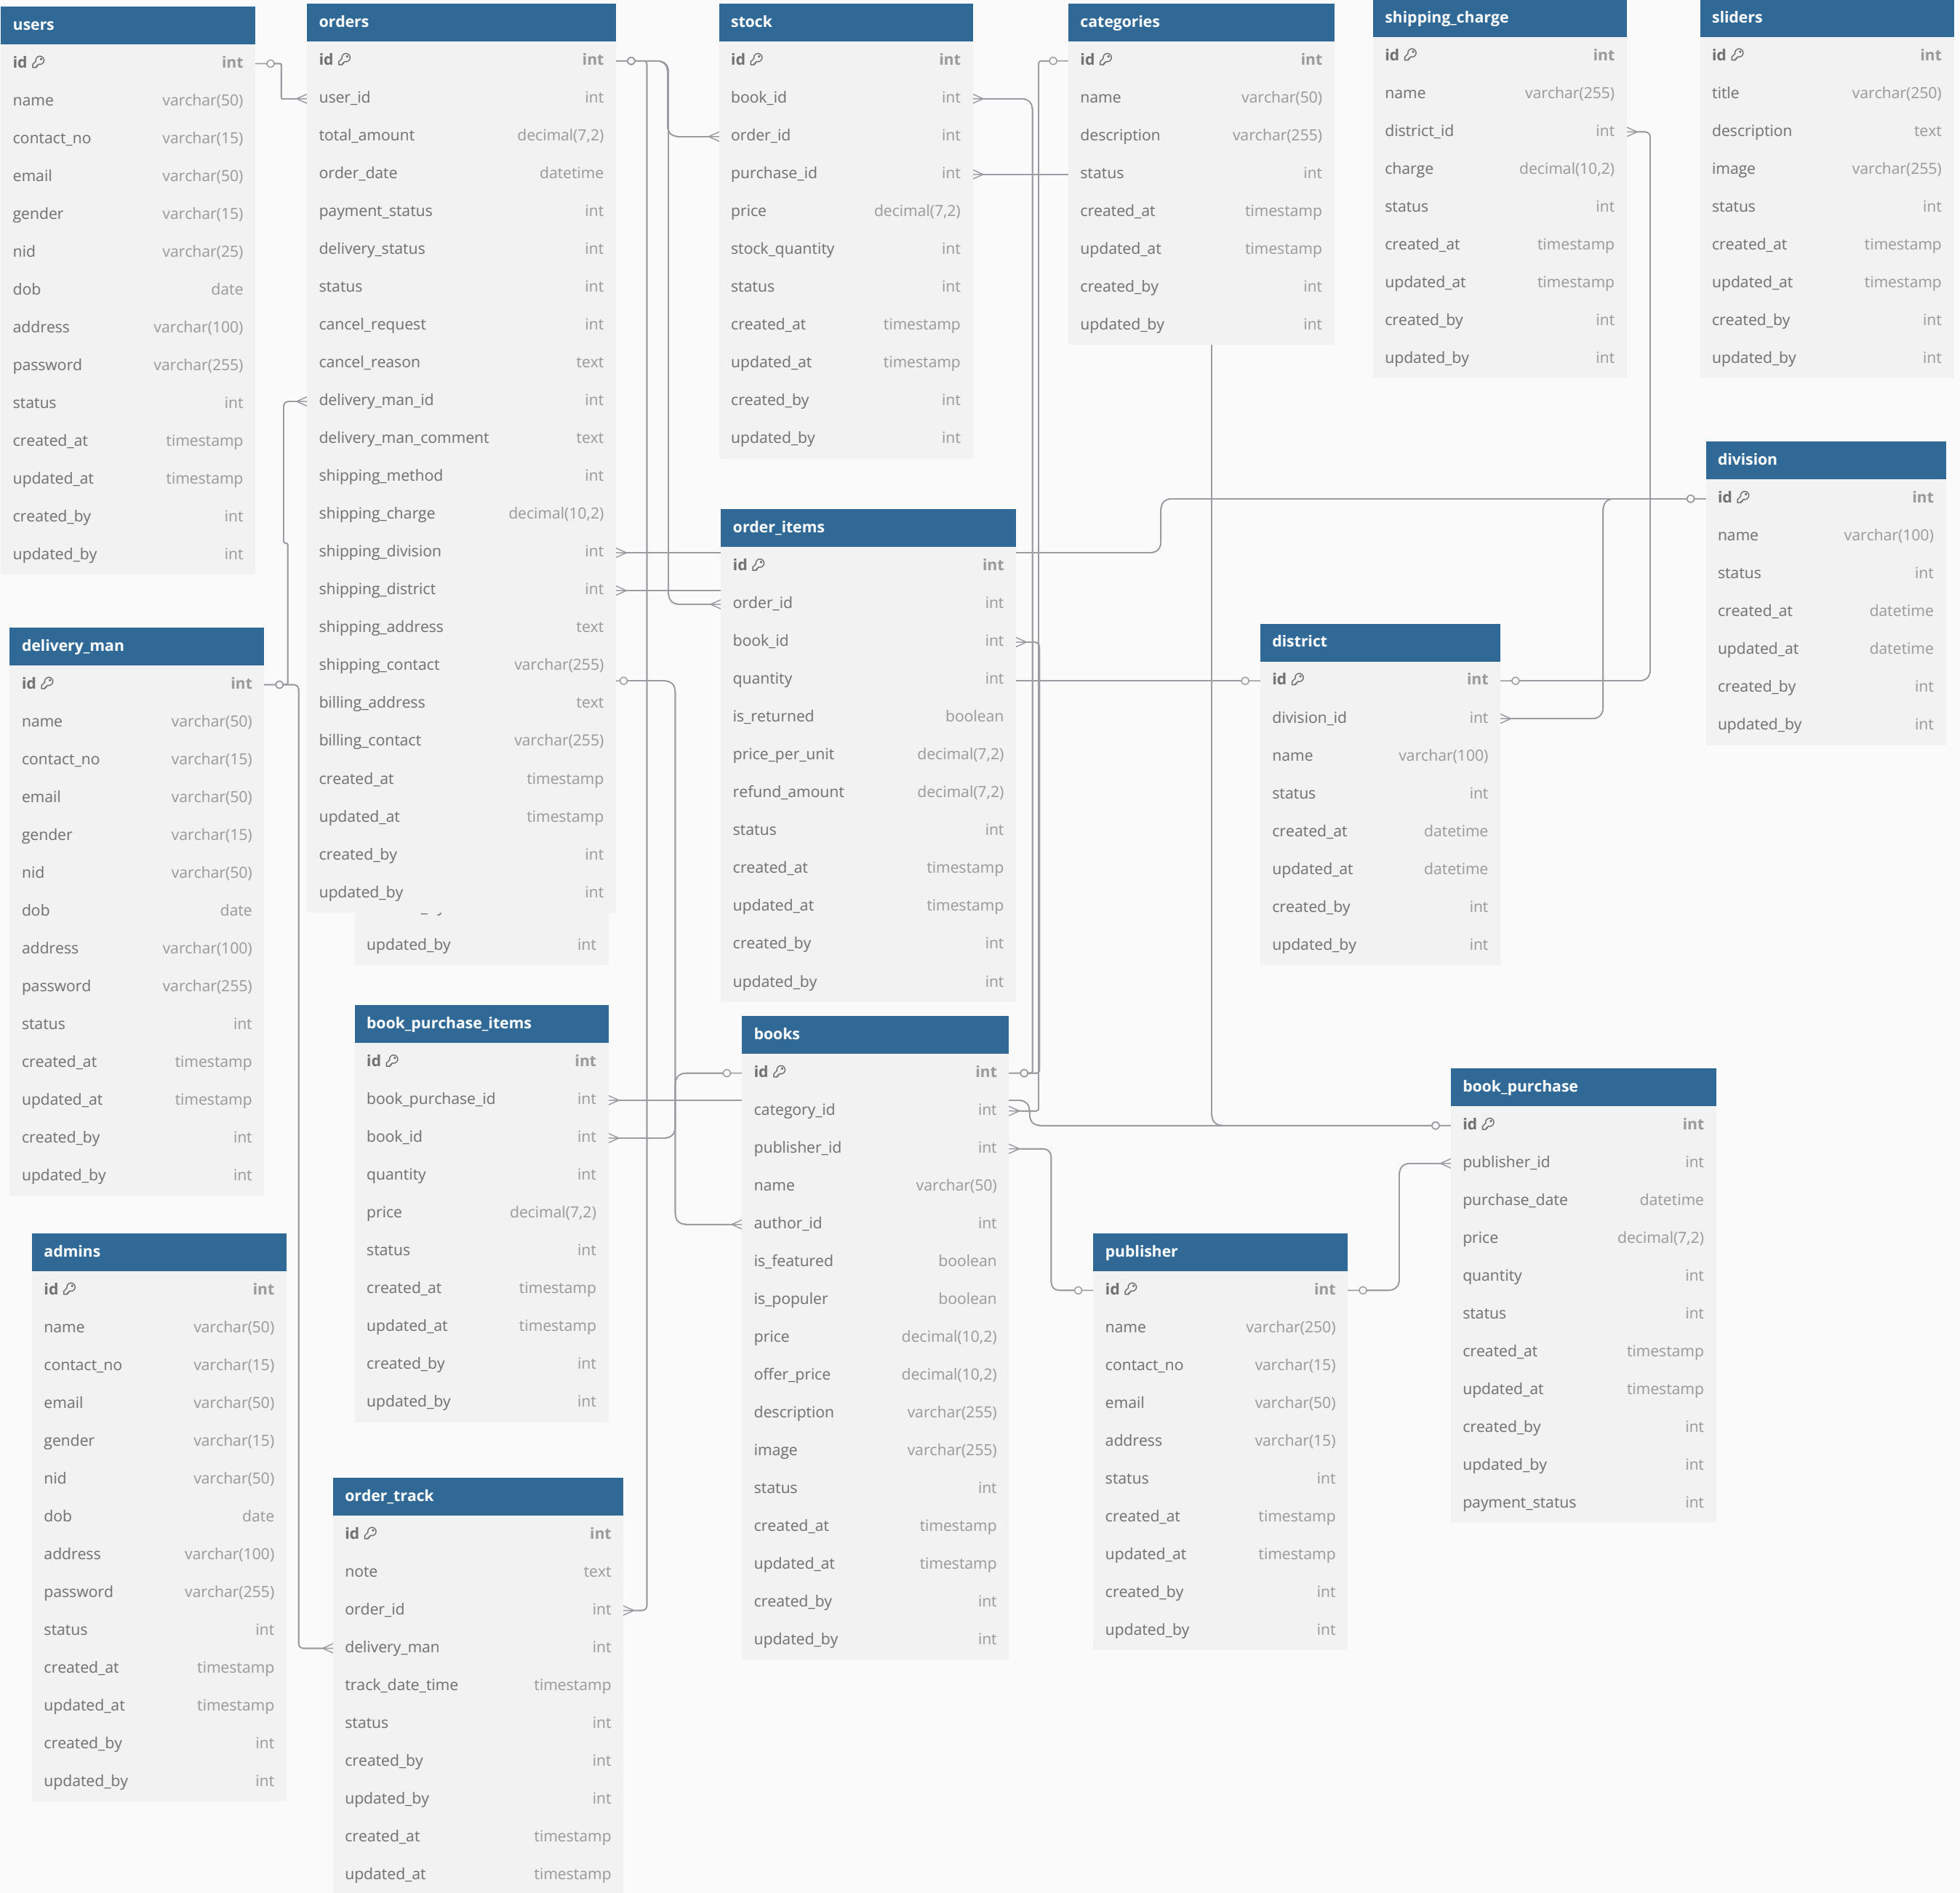 users
id int
name varchar(50)
contact_no varchar(15)
email varchar(50)
gender varchar(15)
nid varchar(25)
dob date
address varchar(100)
password varchar(255)
status int
created_at timestamp
updated_at timestamp
created_by int
updated_by int
orders
id int
user_id int
total_amount decimal(7,2)
order_date datetime
payment_status int
delivery_status int
status int
cancel_request int
cancel_reason text
delivery_man_id int
delivery_man_comment text
shipping_method int
shipping_charge decimal(10,2)
shipping_division int
shipping_district int
shipping_address text
shipping_contact varchar(255)
billing_address text
billing_contact varchar(255)
created_at timestamp
updated_at timestamp
created_by int
updated_by int
updated_by int
stock
id int
book_id int
order_id int
purchase_id int
price decimal(7,2)
stock_quantity int
status int
created_at timestamp
updated_at timestamp
created_by int
updated_by int
categories
id int
name varchar(50)
description varchar(255)
status int
created_at timestamp
updated_at timestamp
created_by int
updated_by int
shipping_charge
id int
name varchar(255)
district_id int
charge decimal(10,2)
status int
created_at timestamp
updated_at timestamp
created_by int
updated_by int
sliders
id int
title varchar(250)
description text
image varchar(255)
status int
created_at timestamp
updated_at timestamp
created_by int
updated_by int
division
id int
name varchar(100)
status int
created_at datetime
updated_at datetime
created_by int
updated_by int
order_items
id int
order_id int
book_id int
quantity int
is_returned boolean
price_per_unit decimal(7,2)
refund_amount decimal(7,2)
status int
created_at timestamp
updated_at timestamp
created_by int
updated_by int
district
id int
division_id int
name varchar(100)
status int
created_at datetime
updated_at datetime
created_by int
updated_by int
delivery_man
id int
name varchar(50)
contact_no varchar(15)
email varchar(50)
gender varchar(15)
nid varchar(50)
dob date
address varchar(100)
password varchar(255)
status int
created_at timestamp
updated_at timestamp
created_by int
updated_by int
book_purchase_items
id int
book_purchase_id int
book_id int
quantity int
price decimal(7,2)
status int
created_at timestamp
updated_at timestamp
created_by int
updated_by int
books
id int
category_id int
publisher_id int
name varchar(50)
author_id int
is_featured boolean
is_populer boolean
price decimal(10,2)
offer_price decimal(10,2)
description varchar(255)
image varchar(255)
status int
created_at timestamp
updated_at timestamp
created_by int
updated_by int
book_purchase
id int
publisher_id int
purchase_date datetime
price decimal(7,2)
quantity int
status int
created_at timestamp
updated_at timestamp
created_by int
updated_by int
payment_status int
publisher
id int
name varchar(250)
contact_no varchar(15)
email varchar(50)
address varchar(15)
status int
created_at timestamp
updated_at timestamp
created_by int
updated_by int
admins
id int
name varchar(50)
contact_no varchar(15)
email varchar(50)
gender varchar(15)
nid varchar(50)
dob date
address varchar(100)
password varchar(255)
status int
created_at timestamp
updated_at timestamp
created_by int
updated_by int
order_track
id int
note text
order_id int
delivery_man int
track_date_time timestamp
status int
created_by int
updated_by int
created_at timestamp
updated_at timestamp